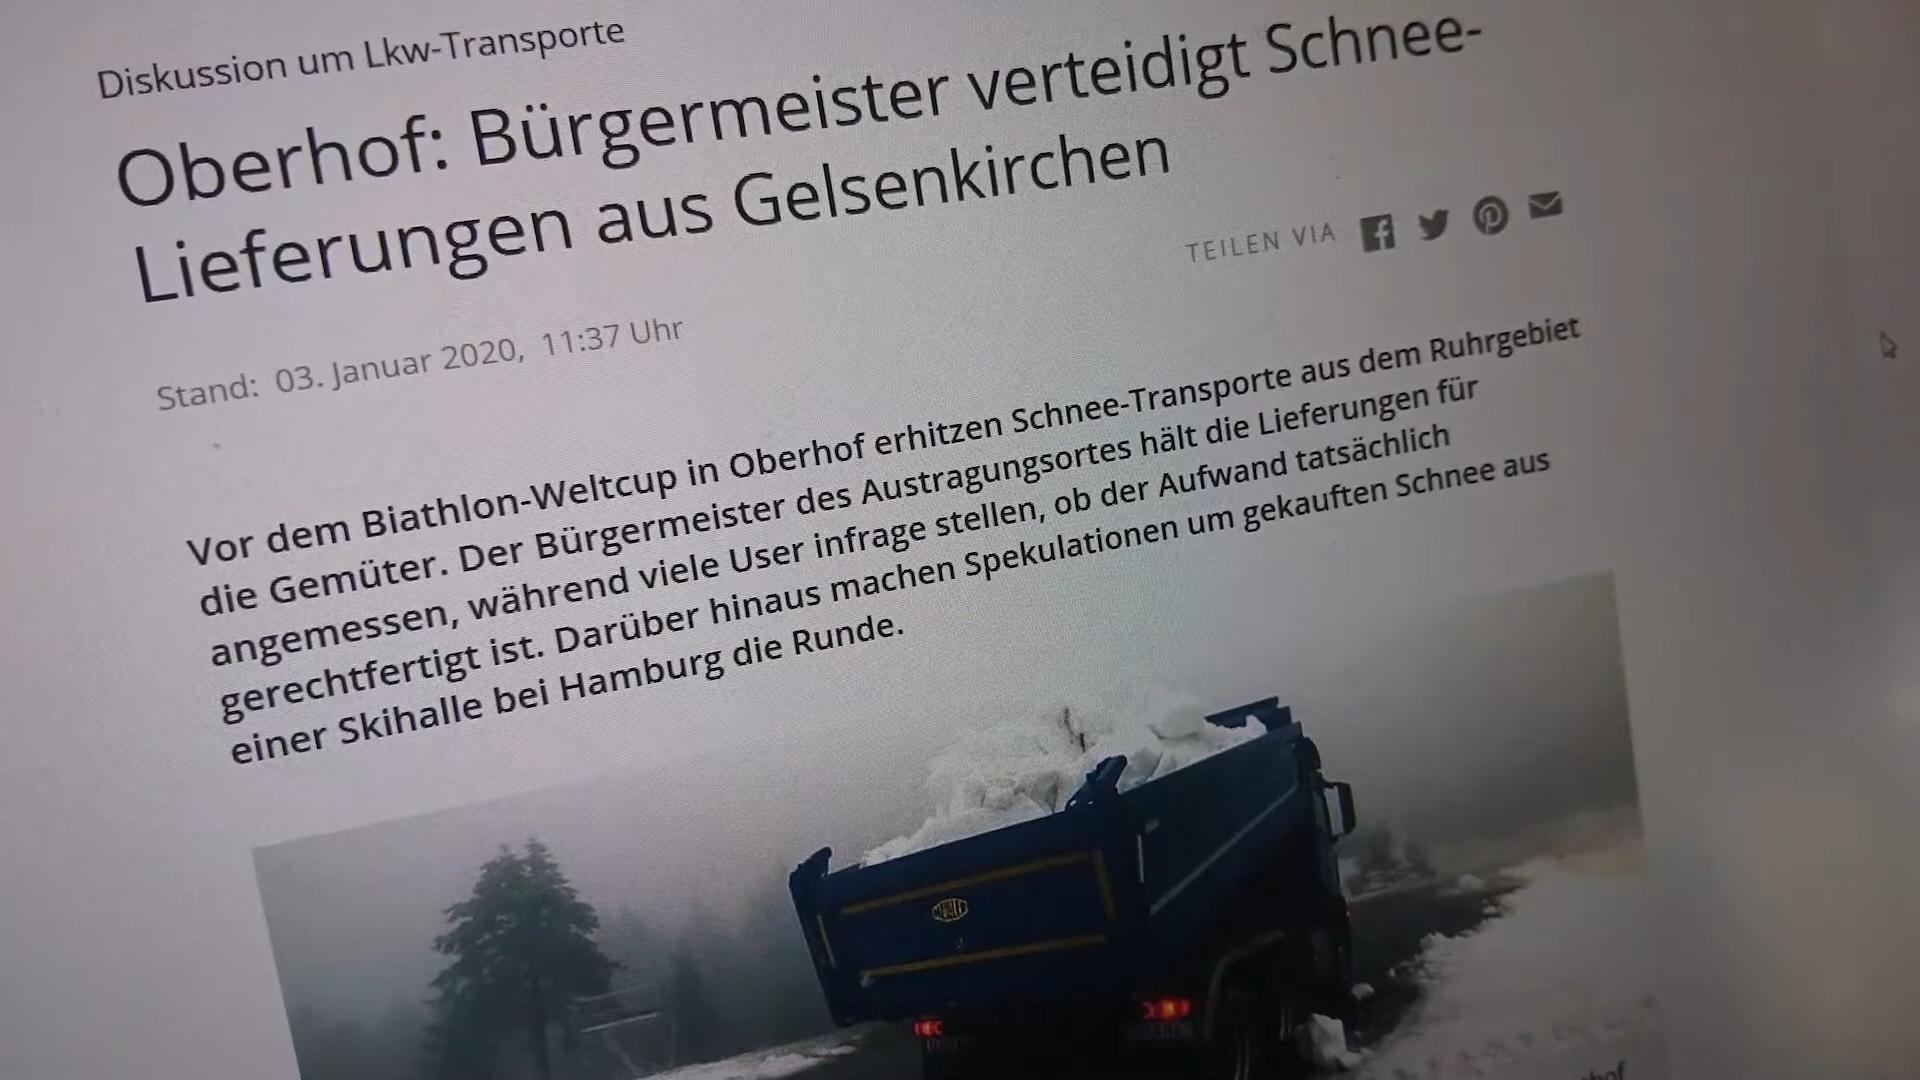 Diskussion um Lkw-Transporte
Oberhof: Bürgermeister verteidigt Schnee-
Lieferungen aus Gelsenkirchen
TEILEN VIA
Stand: 03. Januar 2020, 11:37 Uhr
Vor dem Biathlon-Weltcup in Oberhof erhitzen Schnee-Transporte aus dem Ruhrgebiet
die Gemüter. Der Bürgermeister des Austragungsortes hält die Lieferungen für
angemessen, während viele User infrage stellen, ob der Aufwand tatsächlich
gerechtfertigt ist. Darüber hinaus machen Spekulationen um gekauften Schnee aus
einer Skihalle bei Hamburg die Runde.